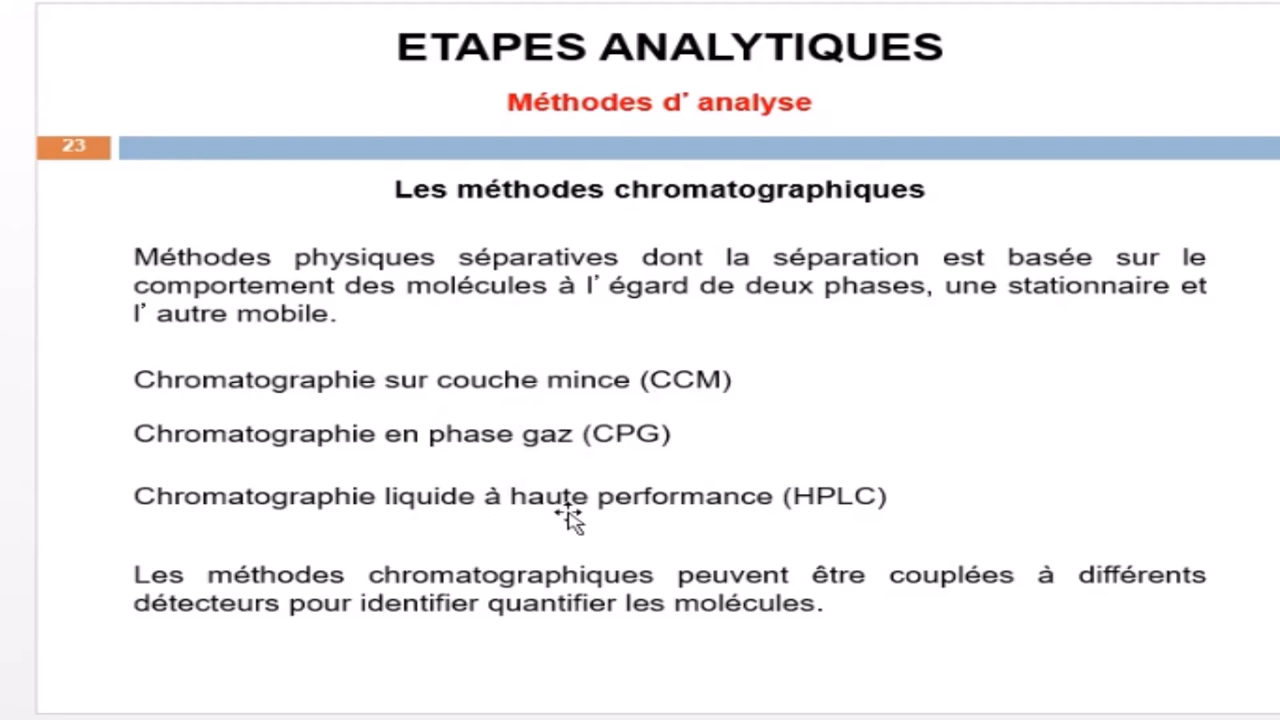 ETAPES ANALYTIQUES
Méthodes d’ analyse
23
Les méthodes chromatographiques
Méthodes physiques séparatives dont la séparation est basée sur le
comportement des molécules à l’ égard de deux phases, une stationnaire et
l’ autre mobile.
Chromatographie sur couche mince (CCM)
Chromatographie en phase gaz (CPG)
Chromatographie liquide à haute performance (HPLC)
Les méthodes chromatographiques peuvent être couplées à différents
détecteurs pour identifier quantifier les molécules.